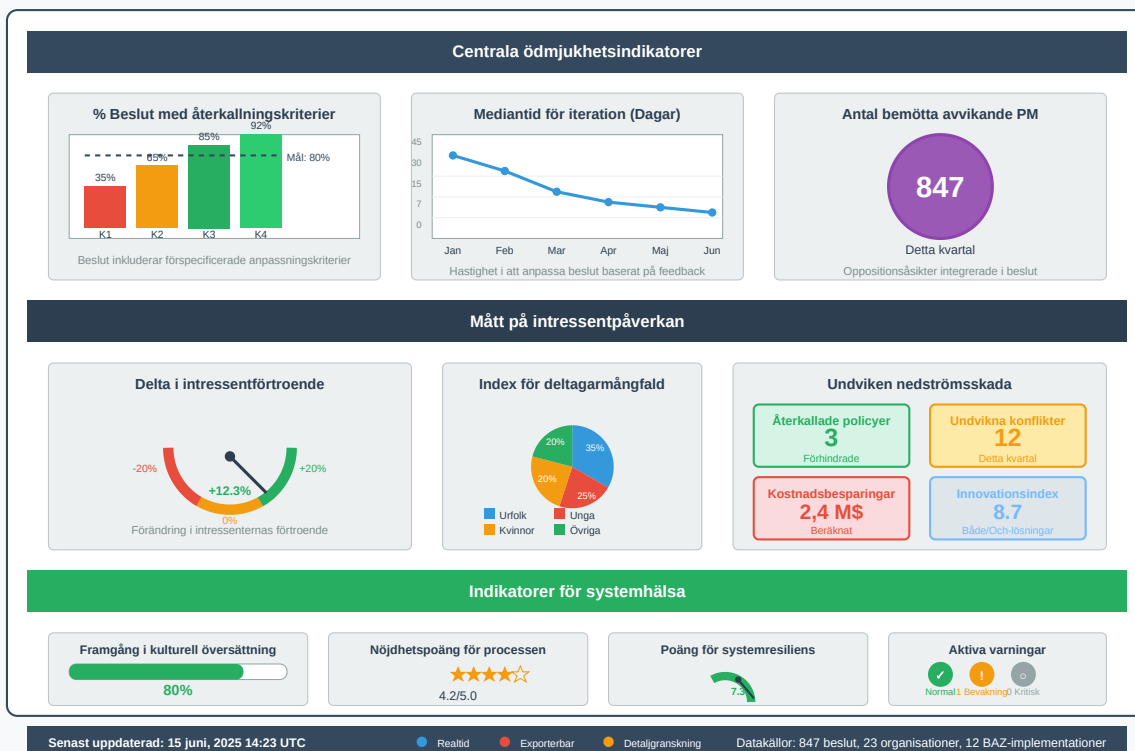 Centrala ödmjukhetsindikatorer
% Beslut med återkallningskriterier
92%
85%
65%
Mål: 80%
35%
K1 K2 K3 K4
Beslut inkluderar förspecificerade anpassningskriterier
Mediantid för iteration (Dagar)
45
30
15
7
0
Jan Feb Mar Apr Maj Jun
Hastighet i att anpassa beslut baserat på feedback
Antal bemötta avvikande PM
847
Detta kvartal
Oppositionsåsikter integrerade i beslut
Mått på intressentpåverkan
Delta i intressentförtroende
-20%
+20%
+12.3%
0%
Förändring i intressenternas förtroende
Index för deltagarmångfald
20% 35%
20%
25%
Urfolk Unga
Kvinnor Övriga
Undviken nedströmsskada
Återkallade policyer
3
Förhindrade
Undvikna konflikter
12
Detta kvartal
Kostnadsbesparingar
2,4 M$
Beräknat
Innovationsindex
8.7
Både/Och-lösningar
Indikatorer för systemhälsa
Framgång i kulturell översättning
80%
Nöjdhetspoäng för processen
4.2/5.0
Poäng för systemresiliens
7.3
Aktiva varningar
✓ ! ○
Normal 1 Bevakning 0 Kritisk
Senast uppdaterad: 15 juni, 2025 14:23 UTC
Realtid Exporterbar Detaljgranskning
Datakällor: 847 beslut, 23 organisationer, 12 BAZ-implementationer